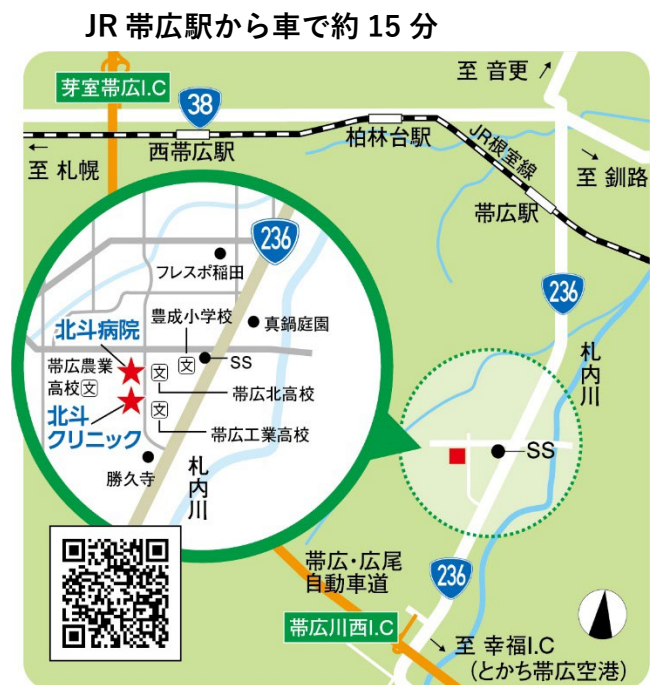 JR 帯広駅から車で約 15 分
芽室帯広I.C
38
至 音更
西帯広駅
柏林台駅
JR根室線
至 札幌
至 釧路
帯広駅
236
フレスポ稲田
236
豊成小学校
真鍋庭園
札内川
北斗病院
SS
帯広農業
高校文
文
文
帯広北高校
北斗
クリニック
文
帯広工業高校
SS
勝久寺
札内川
帯広・広尾
自動車道
236
帯広川西I.C
至 幸福I.C
(とかち帯広空港)